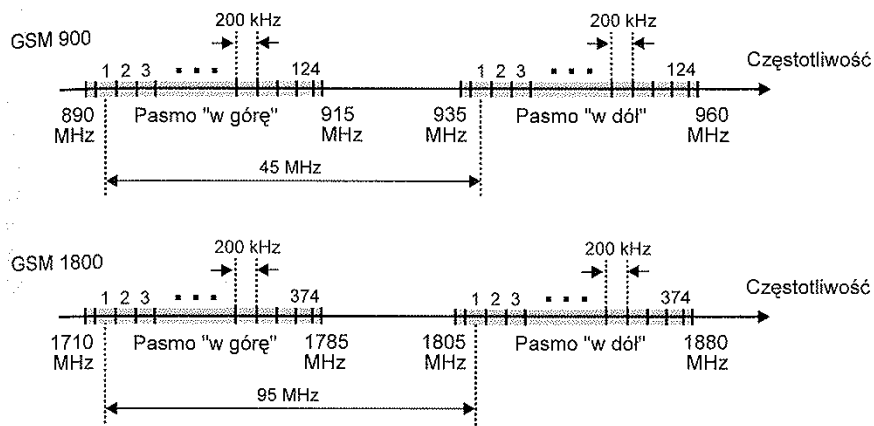 200 kHz 200 kHz
GSM 900
1 2 3 . . . 124 1 2 3 . . . 124 Częstotliwość
890 MHz Pasmo "w górę" 915 MHz 935 MHz Pasmo "w dół" 960 MHz
45 MHz
200 kHz 200 kHz
GSM 1800
1 2 3 . . . 374 1 2 3 . . . 374 Częstotliwość
1710 MHz Pasmo "w górę" 1785 MHz 1805 MHz Pasmo "w dół" 1880 MHz
95 MHz